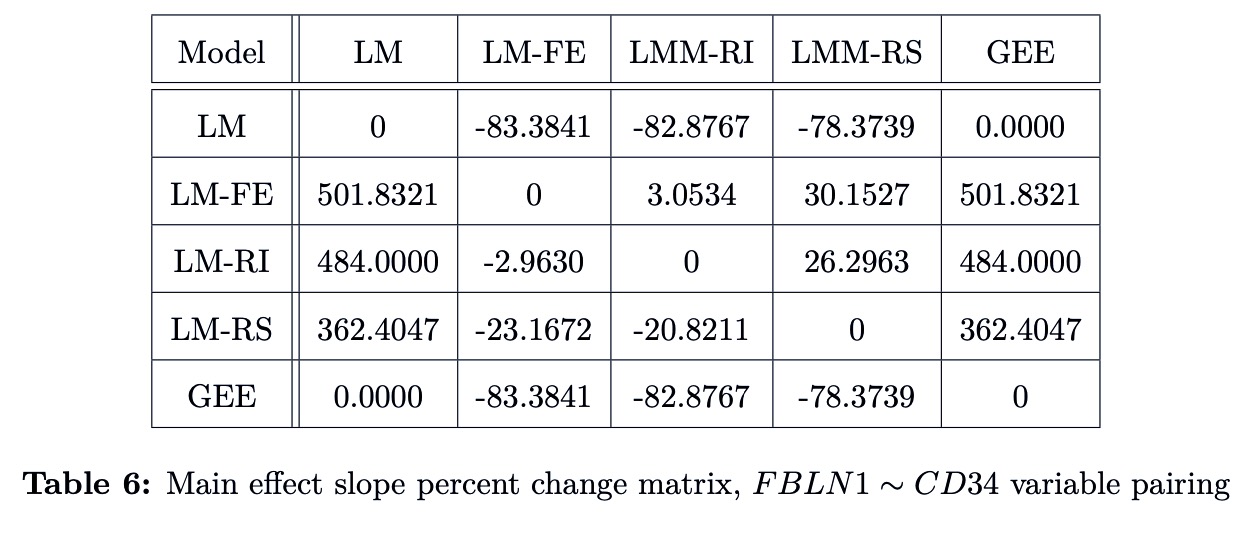 Model LM LM-FE LMM-RI LMM-RS GEE
LM 0 -83.3841 -82.8767 -78.3739 0.0000
LM-FE 501.8321 0 3.0534 30.1527 501.8321
LM-RI 484.0000 -2.9630 0 26.2963 484.0000
LM-RS 362.4047 -23.1672 -20.8211 0 362.4047
GEE 0.0000 -83.3841 -82.8767 -78.3739 0
Table 6: Main effect slope percent change matrix, FBLN1 ∼ CD34 variable pairing